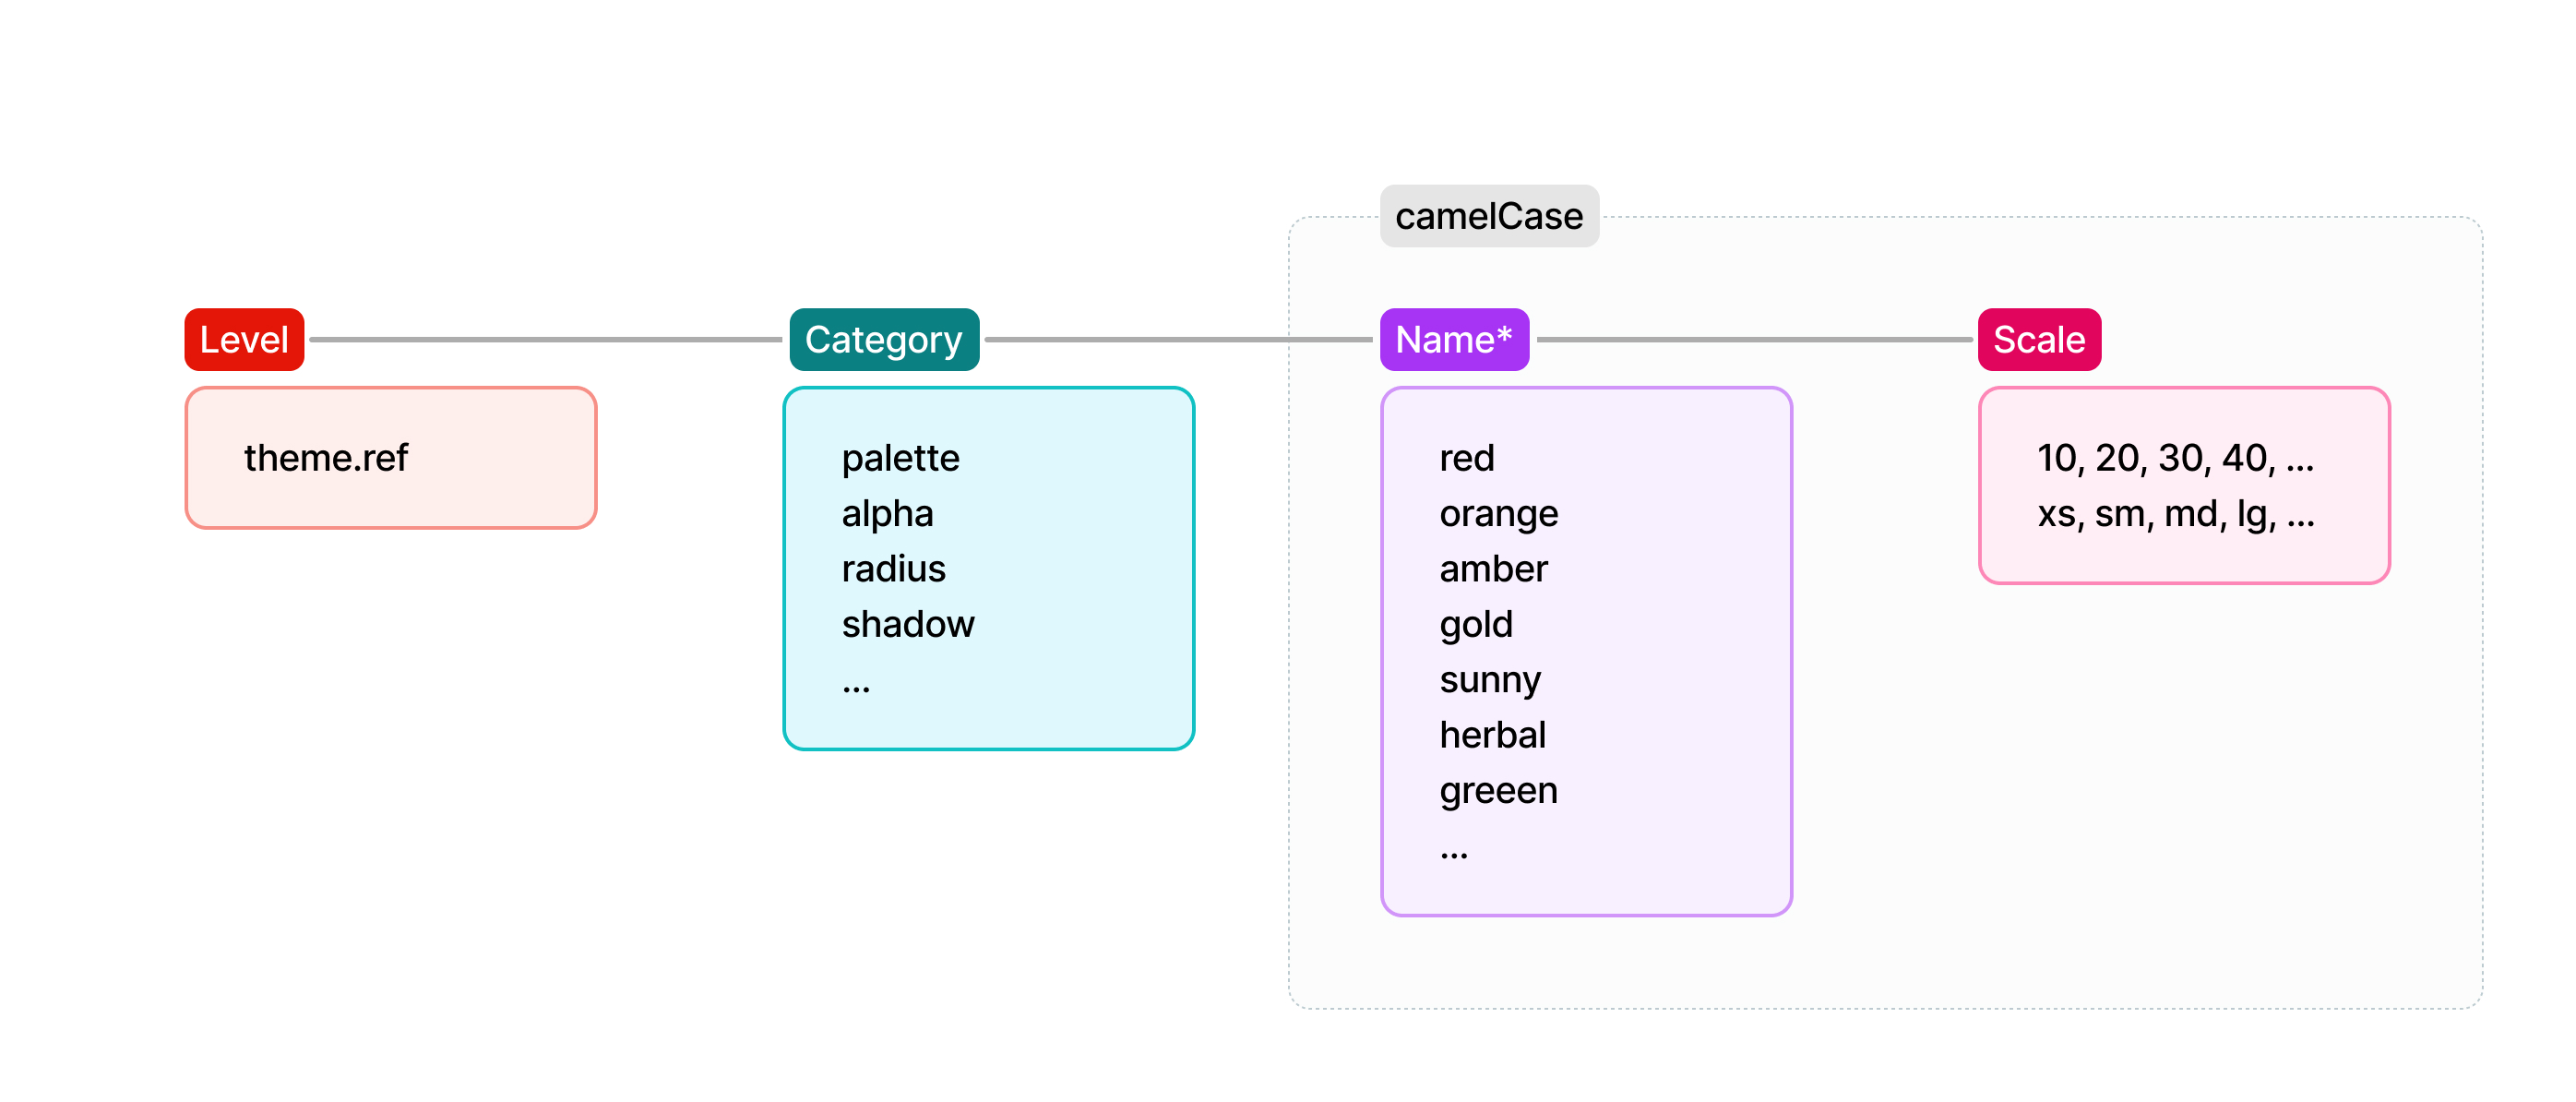 camelCase
Level
Category
Name*
Scale
theme.ref
palette
alpha
radius
shadow
...
red
orange
amber
gold
sunny
herbal
greeen
...
10, 20, 30, 40, ...
xs, sm, md, lg, ...